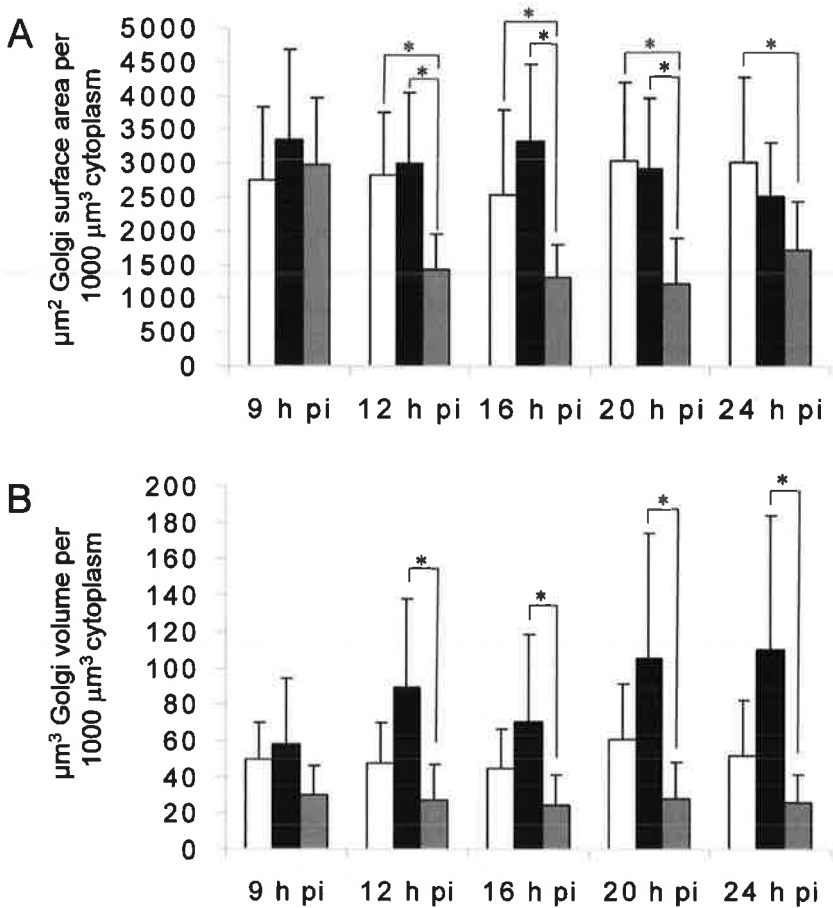 A
µm² Golgi surface area per
1000 µm³ cytoplasm
5000
4500
4000
3500
3000
2500
2000
1500
1000
500
0
* * * * * * *
9 h pi 12 h pi 16 h pi 20 h pi 24 h pi
B
µm³ Golgi volume per
1000 µm³ cytoplasm
200
180
160
140
120
100
80
60
40
20
0
* * * *
9 h pi 12 h pi 16 h pi 20 h pi 24 h pi